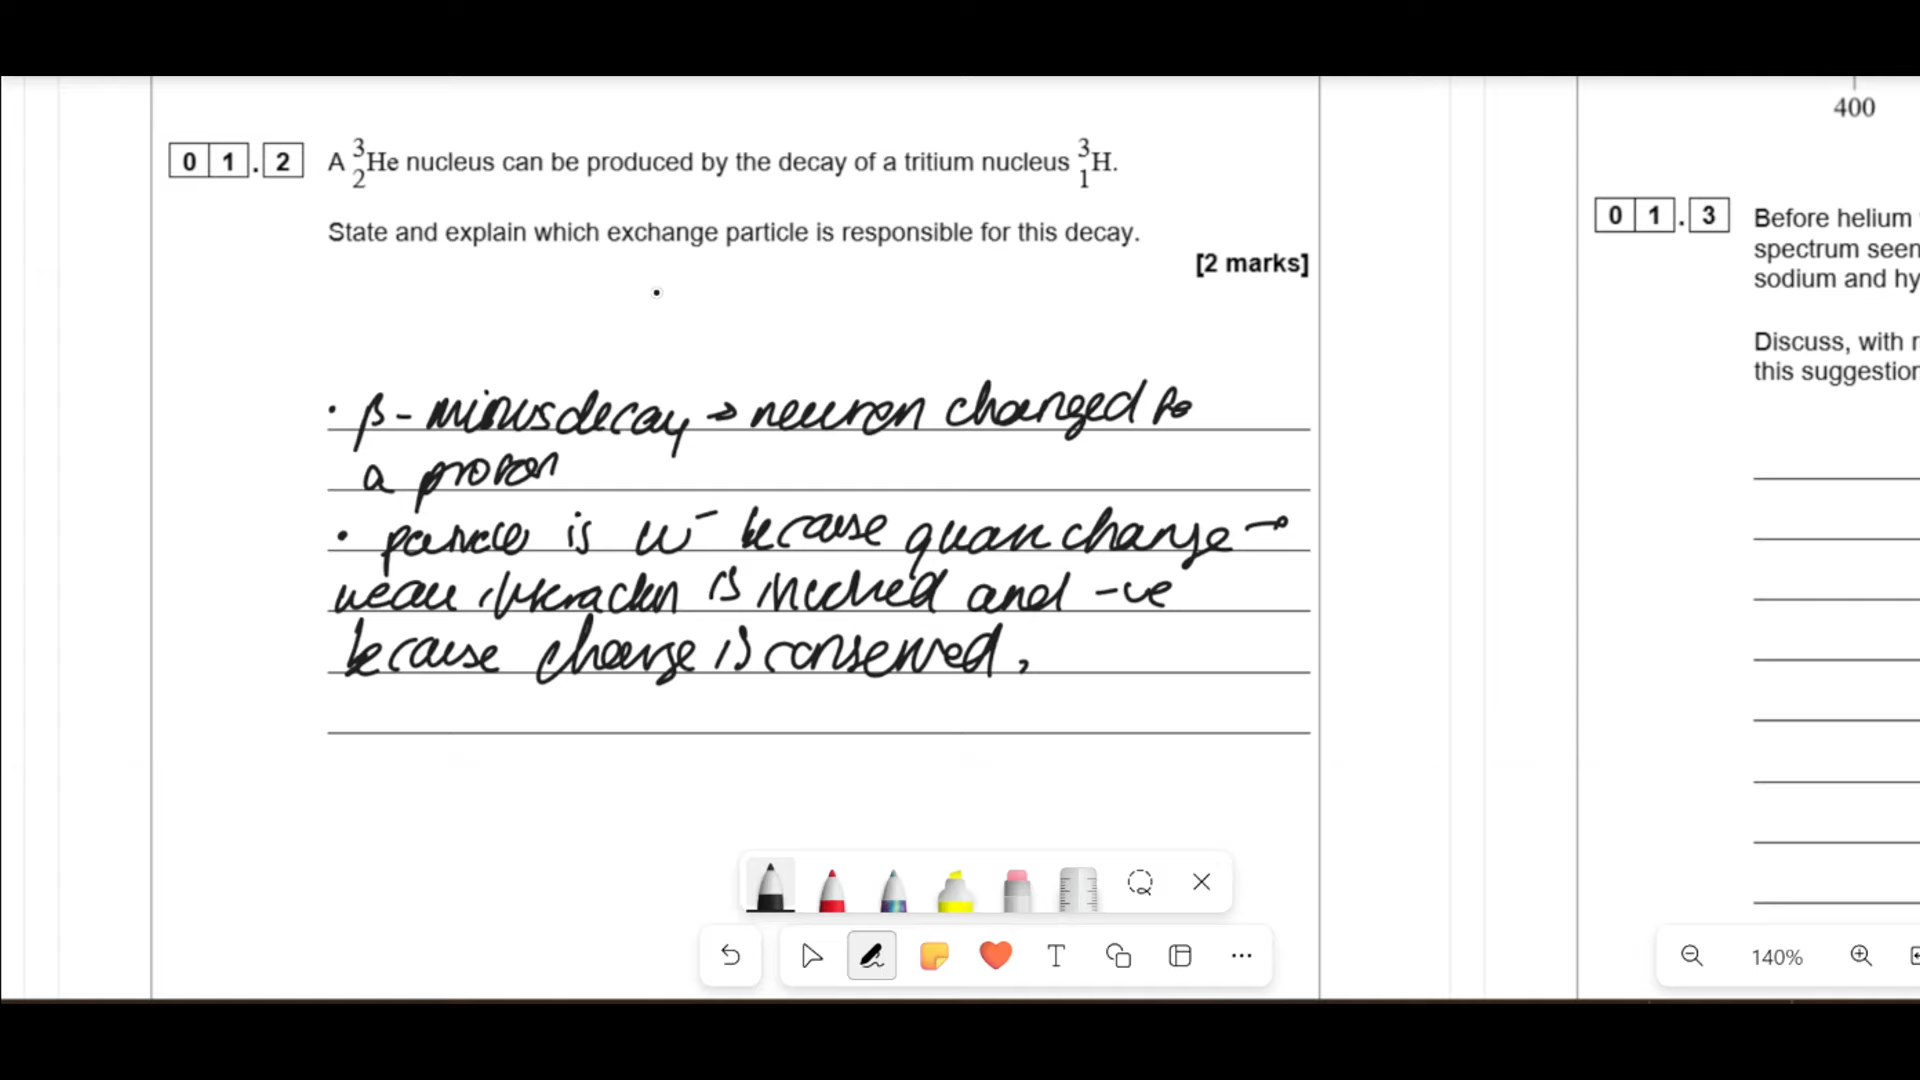 400
0 1 . 2 A ³₂He nucleus can be produced by the decay of a tritium nucleus ³₁H.
State and explain which exchange particle is responsible for this decay.
[2 marks]
· β - minus decay → neutron changed to
a proton
· particle is W⁻ because quark change →
weak interaction is involved and -ve
because charge is conserved.
0 1 . 3 Before helium
spectrum seen
sodium and hy
Discuss, with r
this suggestion
T
140%